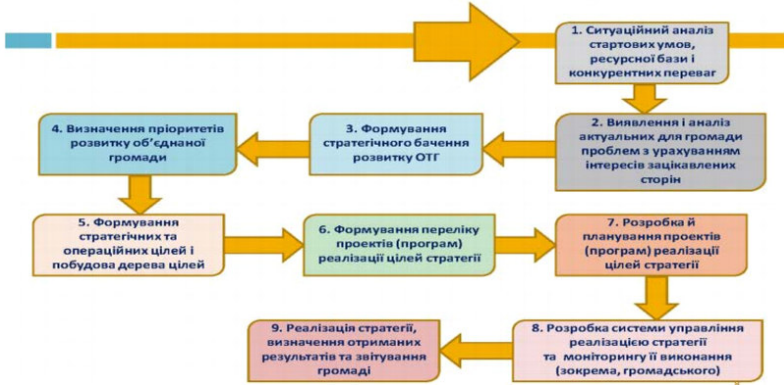 1. Ситуаційний аналіз
стартових умов,
ресурсної бази і
конкурентних переваг
2. Виявлення і аналіз
актуальних для громади
проблем з урахуванням
інтересів зацікавлених
сторін
3. Формування
стратегічного бачення
розвитку ОТГ
4. Визначення пріоритетів
розвитку об’єднаної
громади
5. Формування
стратегічних та
операційних цілей і
побудова дерева цілей
6. Формування переліку
проектів (програм)
реалізації цілей стратегії
7. Розробка й
планування проектів
(програм) реалізації
цілей стратегії
8. Розробка системи управління
реалізацією стратегії
та моніторингу її виконання
(зокрема, громадського)
9. Реалізація стратегії,
визначення отриманих
результатів та звітування
громаді